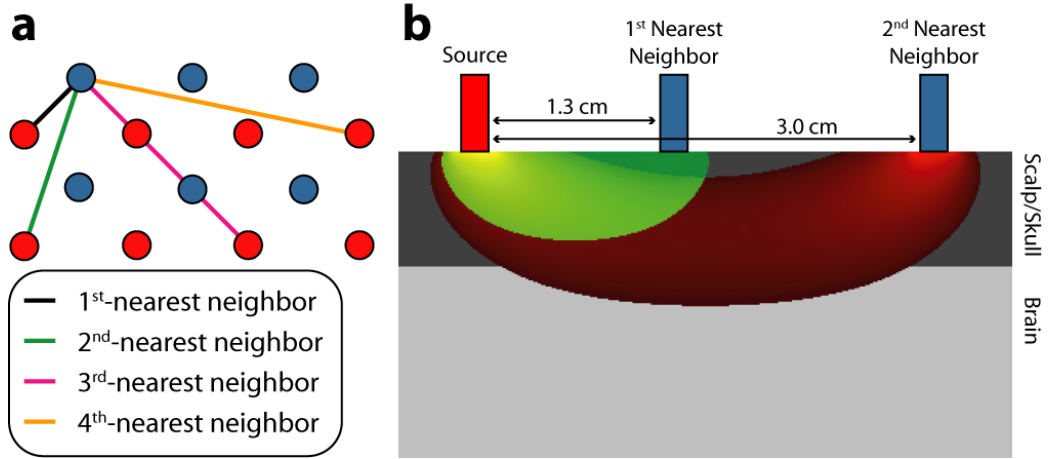 a
1st-nearest neighbor
2nd-nearest neighbor
3rd-nearest neighbor
4th-nearest neighbor
b
Source
1st Nearest
Neighbor
2nd Nearest
Neighbor
1.3 cm
3.0 cm
Scalp/Skull
Brain